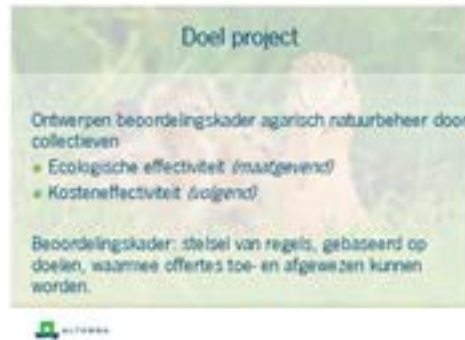 Doel project
Ontwerpen beoordelingskader agrarisch natuurbeheer door
collectieven
• Ecologische effectiviteit (maatgevend)
• Kosteneffectiviteit (volgend)
Beoordelingskader: stelsel van regels, gebaseerd op
doelen, waarmee offertes toe- en afgewezen kunnen
worden.
ALTERRA